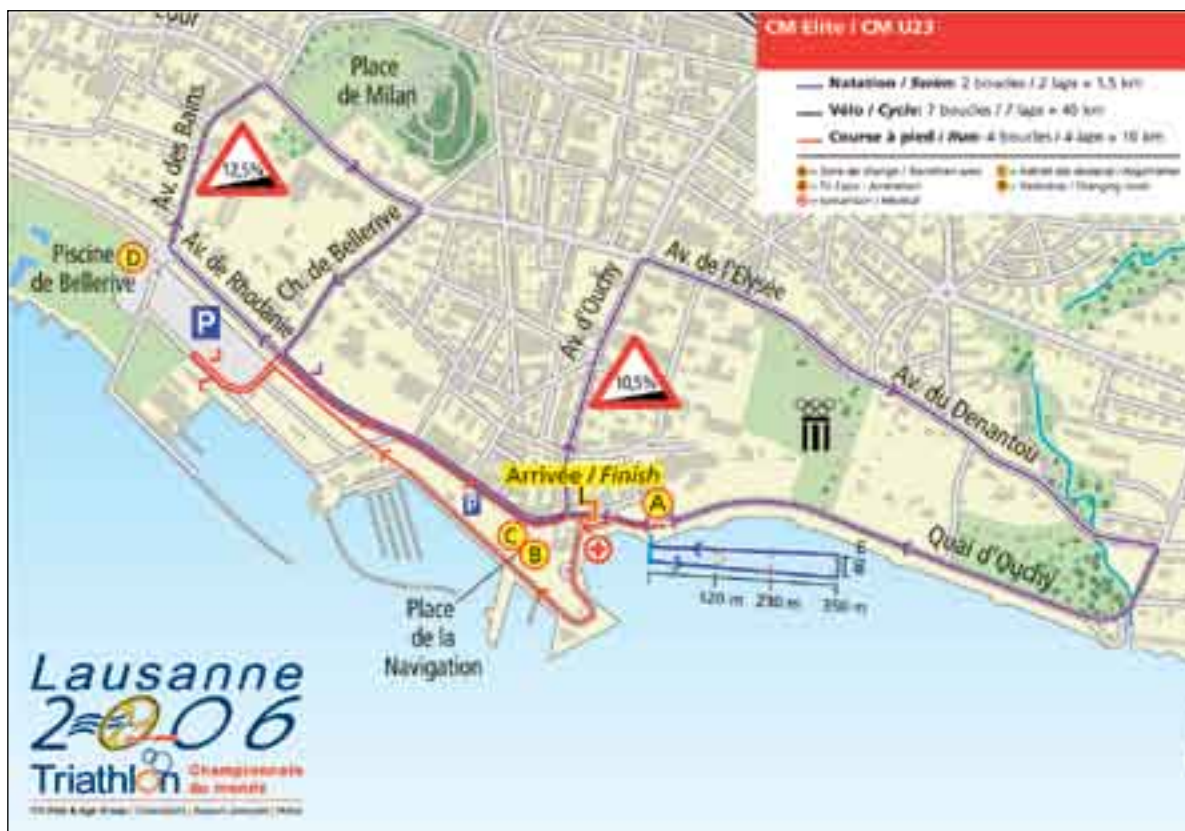 CM Elite / CM U23
Natation / Swim: 2 boucles / 2 laps = 1,5 km
Vélo / Cycle: 7 boucles / 7 laps = 40 km
Course à pied / Run: 4 boucles / 4 laps = 10 km
Place
de Milan
Av. des Bains
12,5%
Piscine
de Bellerive
D
Av. de Rhodanie
Ch. de Bellerive
P
Av. d'Ouchy
Av. de l'Elysée
10,5%
Av. du Denantou
Arrivée / Finish
A
P
C
B
Quai d'Ouchy
120 m
230 m
350 m
Place
de la
Navigation
Lausanne
2006
Triathlon
Championnats
du monde